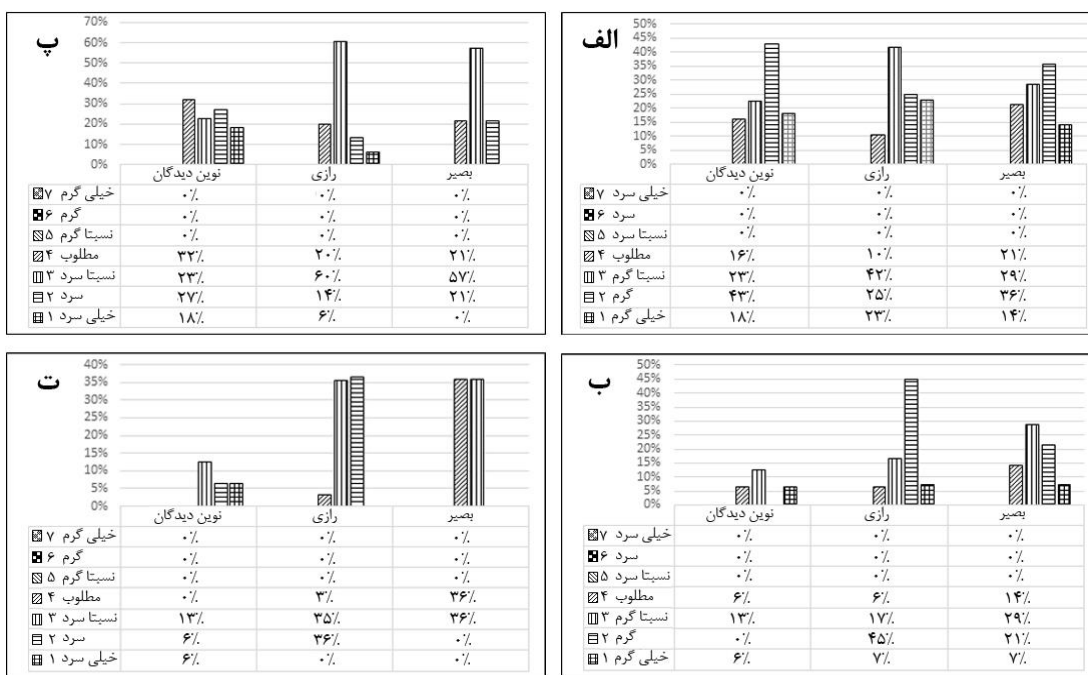 الف
50%
45%
40%
35%
30%
25%
20%
15%
10%
5%
0%
بصیر رازی نوین دیدگان
خیلی سرد ۷ ۰٪ ۰٪ ۰٪
سرد ۶ ۰٪ ۰٪ ۰٪
نسبتا سرد ۵ ۰٪ ۰٪ ۰٪
مطلوب ۴ ۱۶٪ ۱۰٪ ۲۱٪
نسبتا گرم ۳ ۲۳٪ ۴۲٪ ۲۹٪
گرم ۲ ۴۳٪ ۲۵٪ ۳۶٪
خیلی گرم ۱ ۱۸٪ ۲۳٪ ۱۴٪
پ
70%
60%
50%
40%
30%
20%
10%
0%
بصیر رازی نوین دیدگان
خیلی گرم ۷ ۰٪ ۰٪ ۰٪
گرم ۶ ۰٪ ۰٪ ۰٪
نسبتا گرم ۵ ۰٪ ۰٪ ۰٪
مطلوب ۴ ۳۲٪ ۲۰٪ ۲۱٪
نسبتا سرد ۳ ۲۳٪ ۶۰٪ ۵۷٪
سرد ۲ ۲۷٪ ۱۴٪ ۲۱٪
خیلی سرد ۱ ۱۸٪ ۶٪ ۰٪
ب
50%
45%
40%
35%
30%
25%
20%
15%
10%
5%
0%
بصیر رازی نوین دیدگان
خیلی سرد ۷ ۰٪ ۰٪ ۰٪
سرد ۶ ۰٪ ۰٪ ۰٪
نسبتا سرد ۵ ۰٪ ۰٪ ۰٪
مطلوب ۴ ۶٪ ۶٪ ۱۴٪
نسبتا گرم ۳ ۱۳٪ ۱۷٪ ۲۹٪
گرم ۲ ۰٪ ۴۵٪ ۲۱٪
خیلی گرم ۱ ۶٪ ۷٪ ۷٪
ت
40%
35%
30%
25%
20%
15%
10%
5%
0%
بصیر رازی نوین دیدگان
خیلی گرم ۷ ۰٪ ۰٪ ۰٪
گرم ۶ ۰٪ ۰٪ ۰٪
نسبتا گرم ۵ ۰٪ ۰٪ ۰٪
مطلوب ۴ ۰٪ ۳٪ ۳۶٪
نسبتا سرد ۳ ۱۳٪ ۳۵٪ ۳۶٪
سرد ۲ ۶٪ ۳۶٪ ۰٪
خیلی سرد ۱ ۶٪ ۰٪ ۰٪